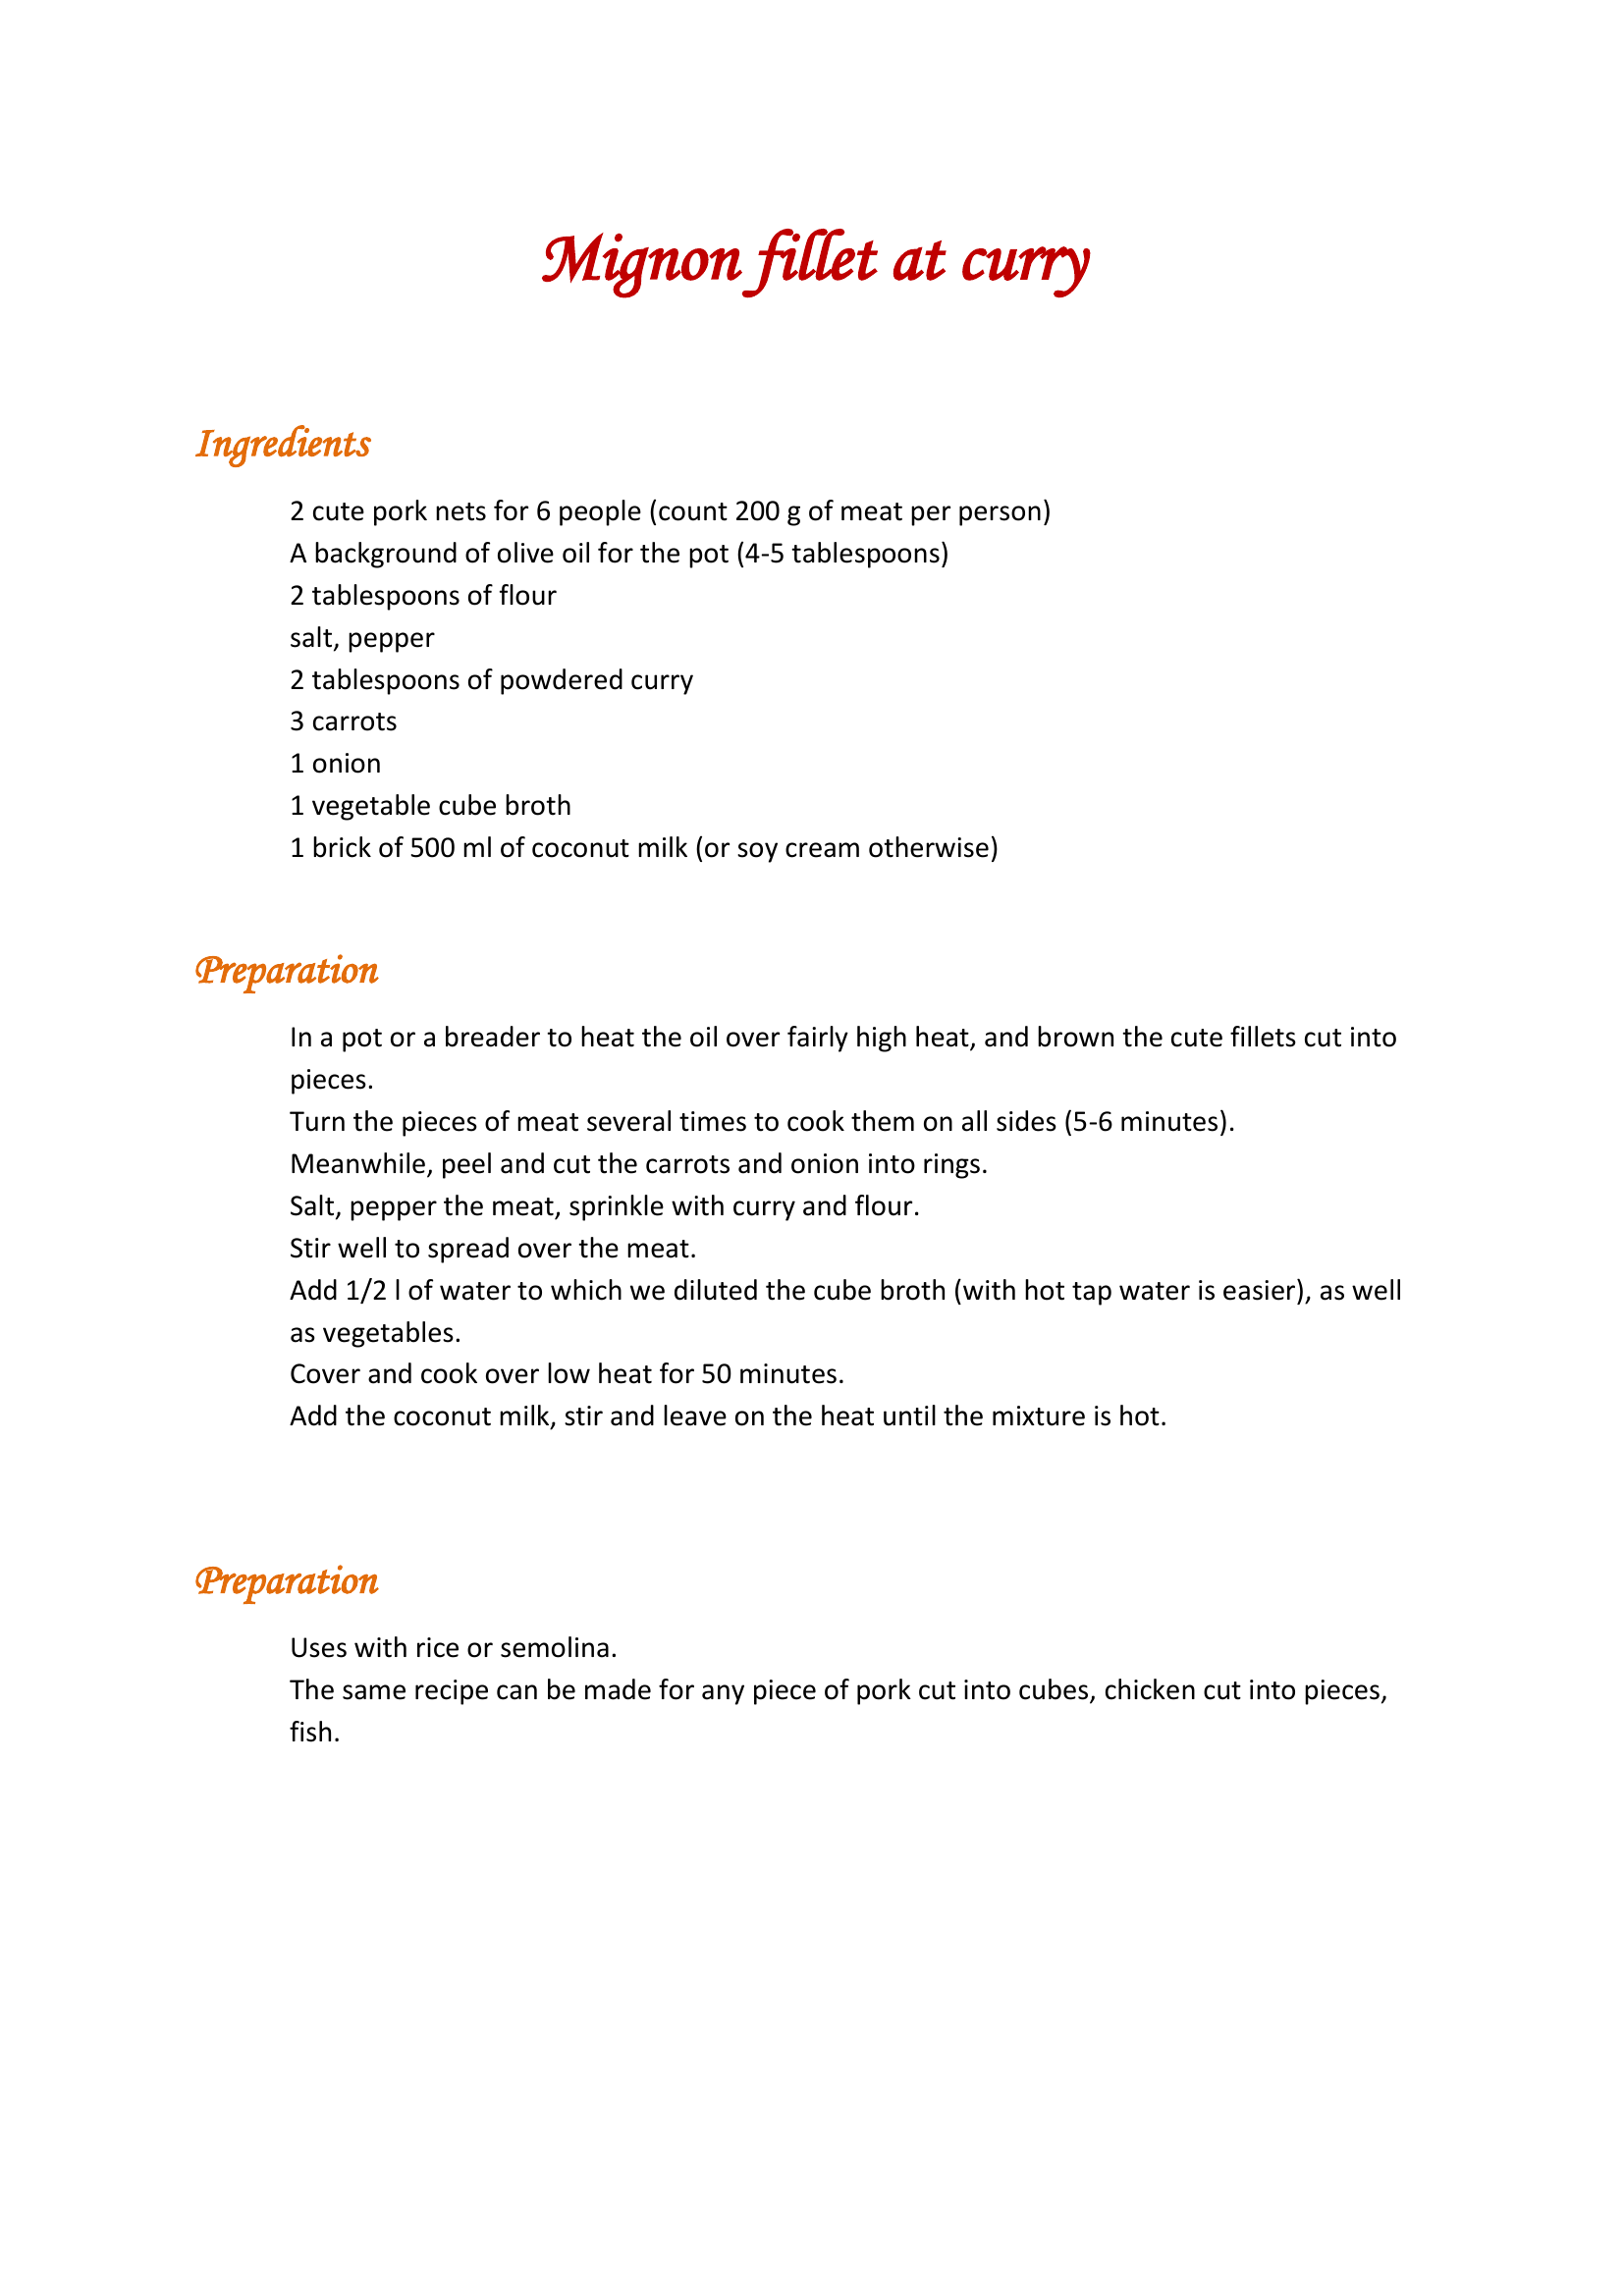 Mignon fillet at curry
Ingredients
2 cute pork nets for 6 people (count 200 g of meat per person)
A background of olive oil for the pot (4-5 tablespoons)
2 tablespoons of flour
salt, pepper
2 tablespoons of powdered curry
3 carrots
1 onion
1 vegetable cube broth
1 brick of 500 ml of coconut milk (or soy cream otherwise)
Preparation
In a pot or a breader to heat the oil over fairly high heat, and brown the cute fillets cut into
pieces.
Turn the pieces of meat several times to cook them on all sides (5-6 minutes).
Meanwhile, peel and cut the carrots and onion into rings.
Salt, pepper the meat, sprinkle with curry and flour.
Stir well to spread over the meat.
Add 1/2 l of water to which we diluted the cube broth (with hot tap water is easier), as well
as vegetables.
Cover and cook over low heat for 50 minutes.
Add the coconut milk, stir and leave on the heat until the mixture is hot.
Preparation
Uses with rice or semolina.
The same recipe can be made for any piece of pork cut into cubes, chicken cut into pieces,
fish.